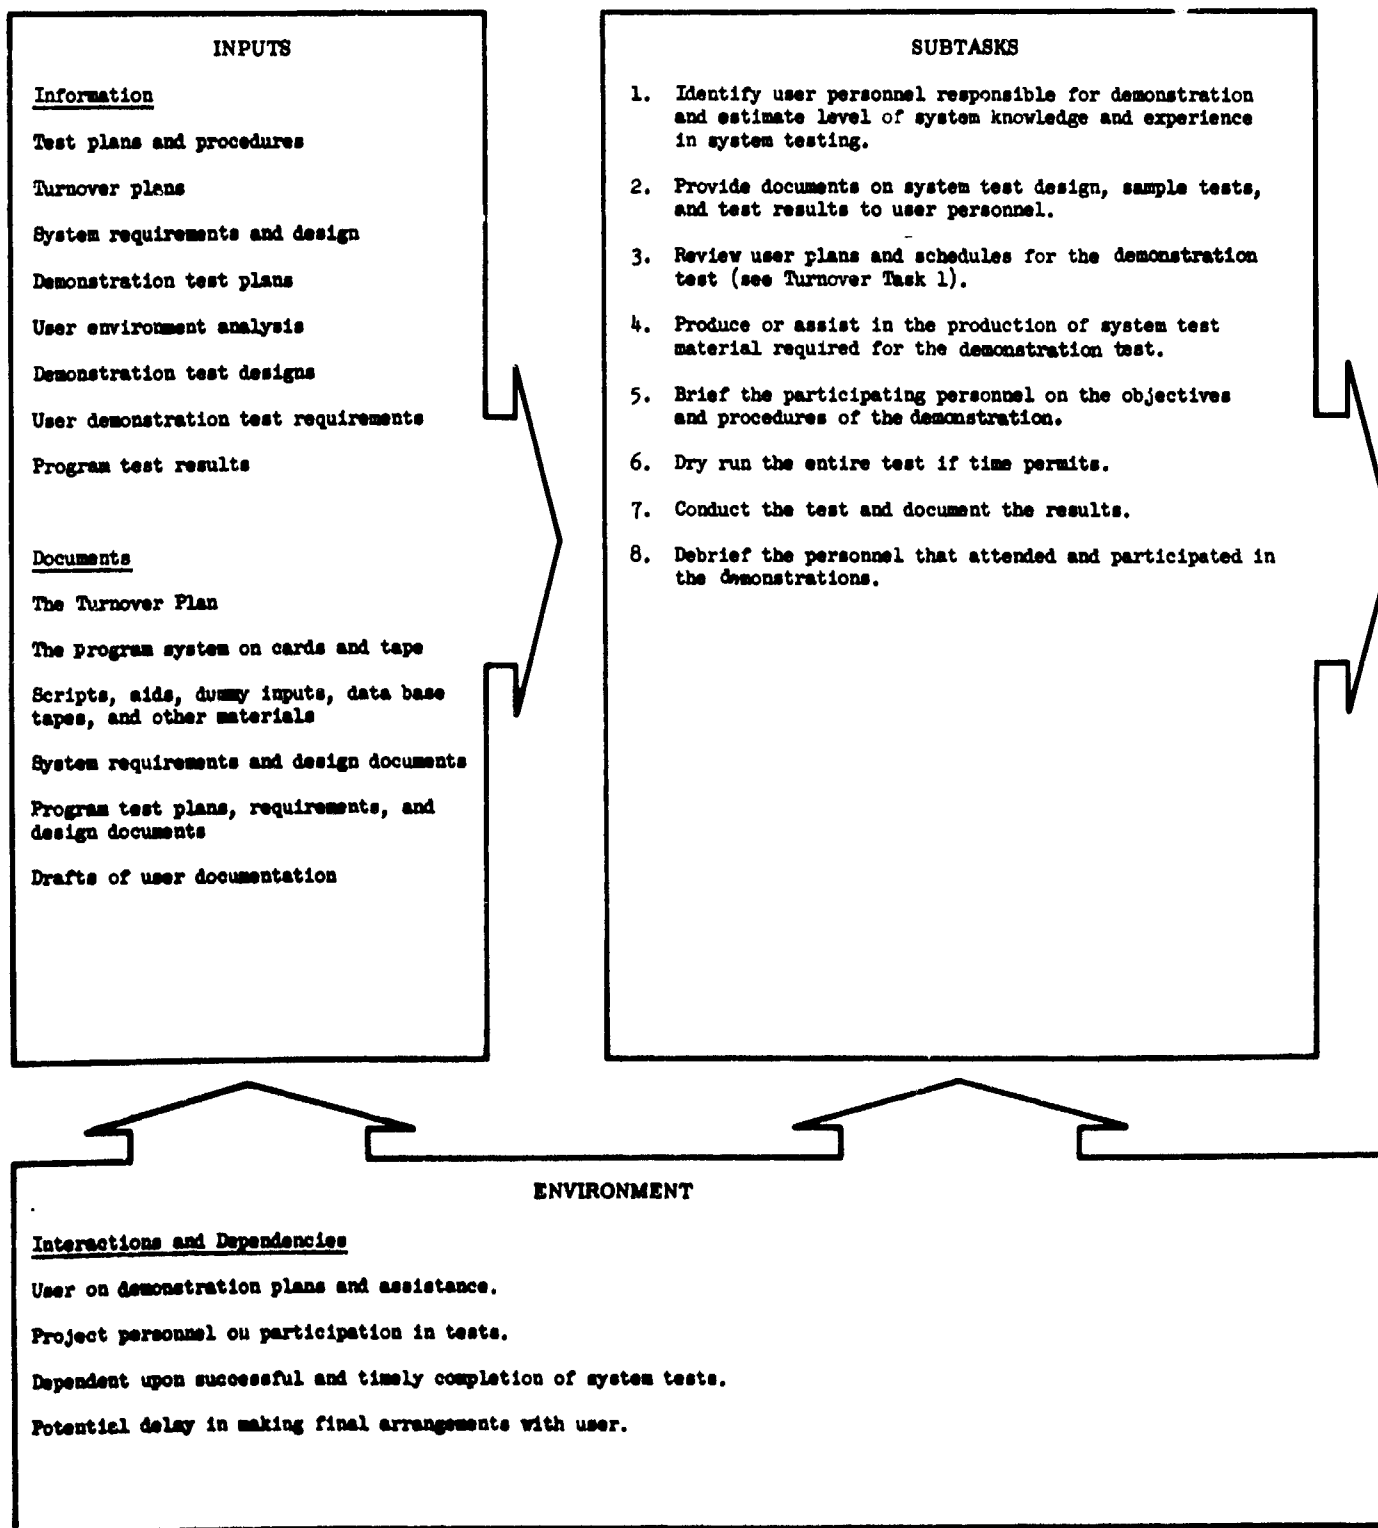 INPUTS
Information
Test plans and procedures
Turnover plans
System requirements and design
Demonstration test plans
User environment analysis
Demonstration test designs
User demonstration test requirements
Program test results
Documents
The Turnover Plan
The program system on cards and tape
Scripts, aids, dummy inputs, data base
tapes, and other materials
System requirements and design documents
Program test plans, requirements, and
design documents
Drafts of user documentation
SUBTASKS
1. Identify user personnel responsible for demonstration
and estimate level of system knowledge and experience
in system testing.
2. Provide documents on system test design, sample tests,
and test results to user personnel.
3. Review user plans and schedules for the demonstration
test (see Turnover Task 1).
4. Produce or assist in the production of system test
material required for the demonstration test.
5. Brief the participating personnel on the objectives
and procedures of the demonstration.
6. Dry run the entire test if time permits.
7. Conduct the test and document the results.
8. Debrief the personnel that attended and participated in
the demonstrations.
ENVIRONMENT
Interactions and Dependencies
User on demonstration plans and assistance.
Project personnel ou participation in tests.
Dependent upon successful and timely completion of system tests.
Potential delay in making final arrangements with user.